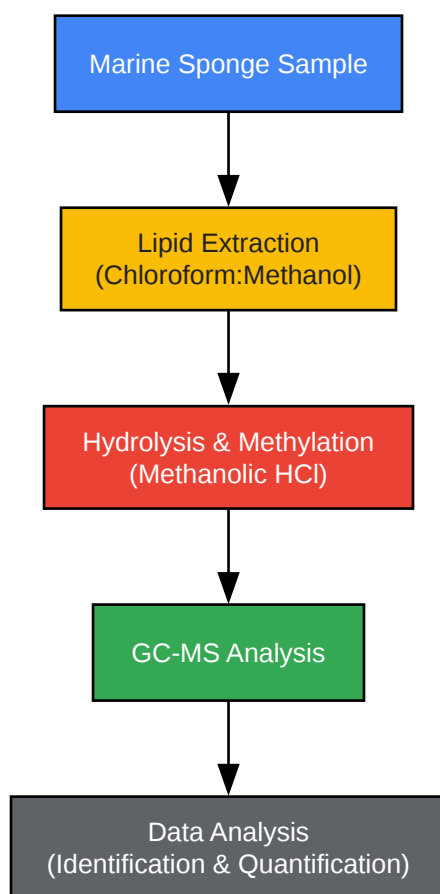 Marine Sponge Sample
Lipid Extraction
(Chloroform:Methanol)
Hydrolysis & Methylation
(Methanolic HCl)
GC-MS Analysis
Data Analysis
(Identification & Quantification)